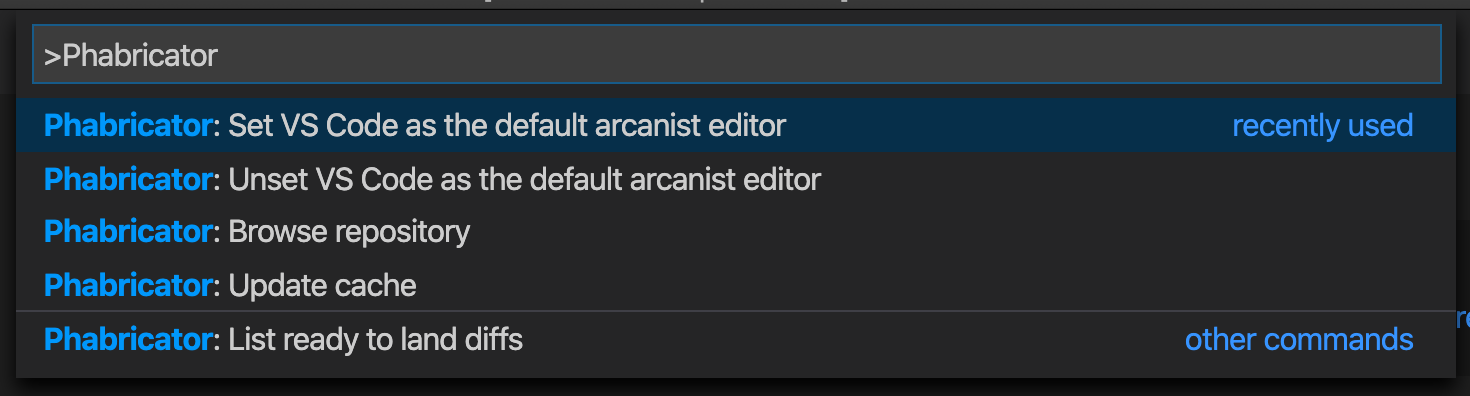 >Phabricator
Phabricator: Set VS Code as the default arcanist editor recently used
Phabricator: Unset VS Code as the default arcanist editor
Phabricator: Browse repository
Phabricator: Update cache
Phabricator: List ready to land diffs other commands